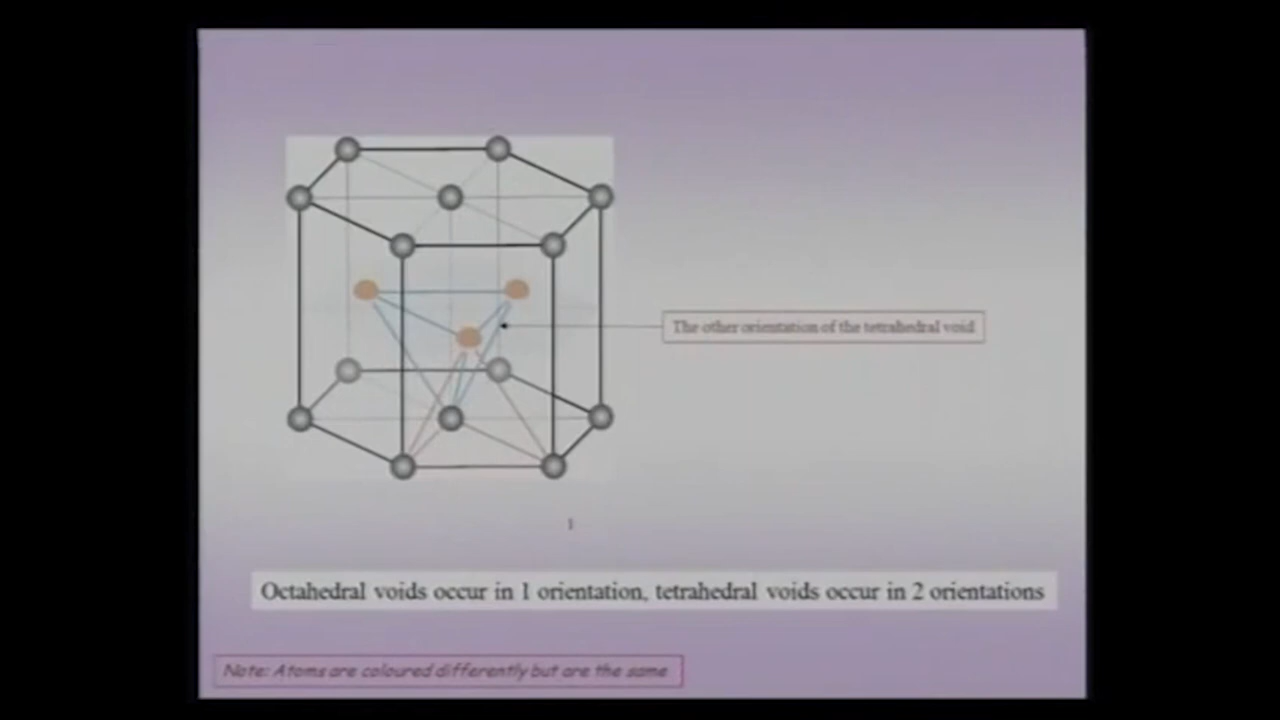 The other orientation of the tetrahedral void
1
Octahedral voids occur in 1 orientation, tetrahedral voids occur in 2 orientations
Note: Atoms are coloured differently but are the same